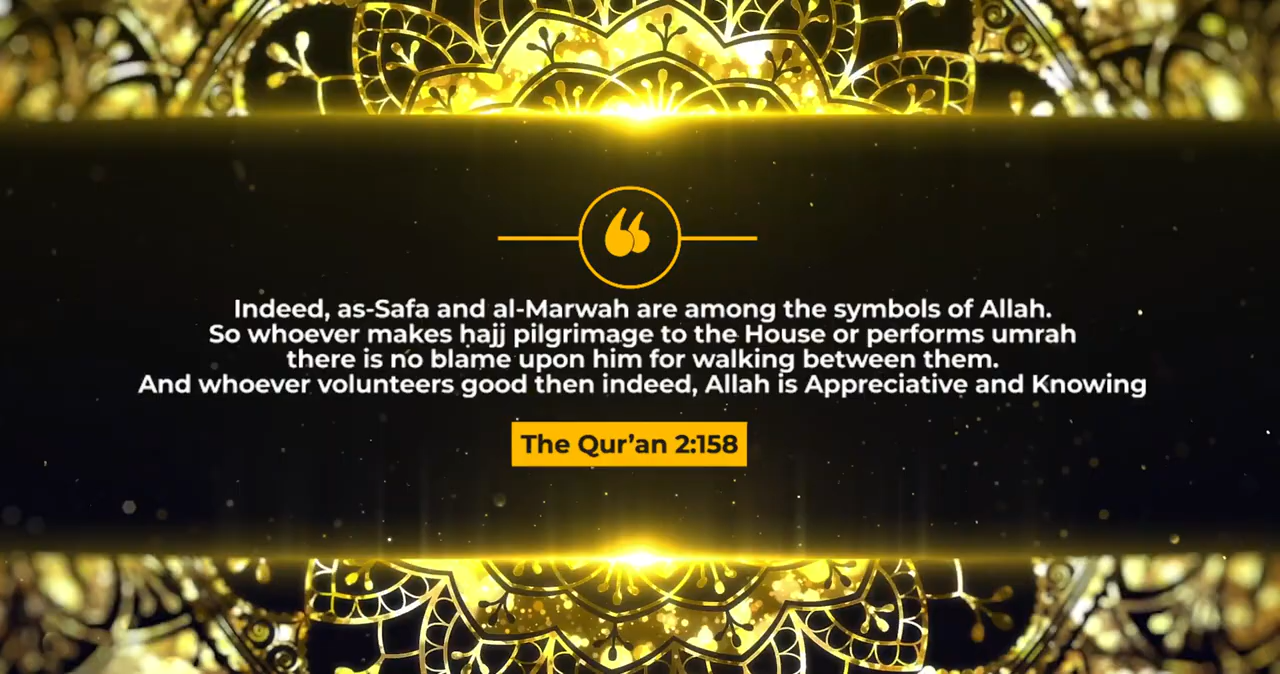 Indeed, as-Safa and al-Marwah are among the symbols of Allah.
So whoever makes ḥajj pilgrimage to the House or performs umrah
there is no blame upon him for walking between them.
And whoever volunteers good then indeed, Allah is Appreciative and Knowing
The Qur’an 2:158